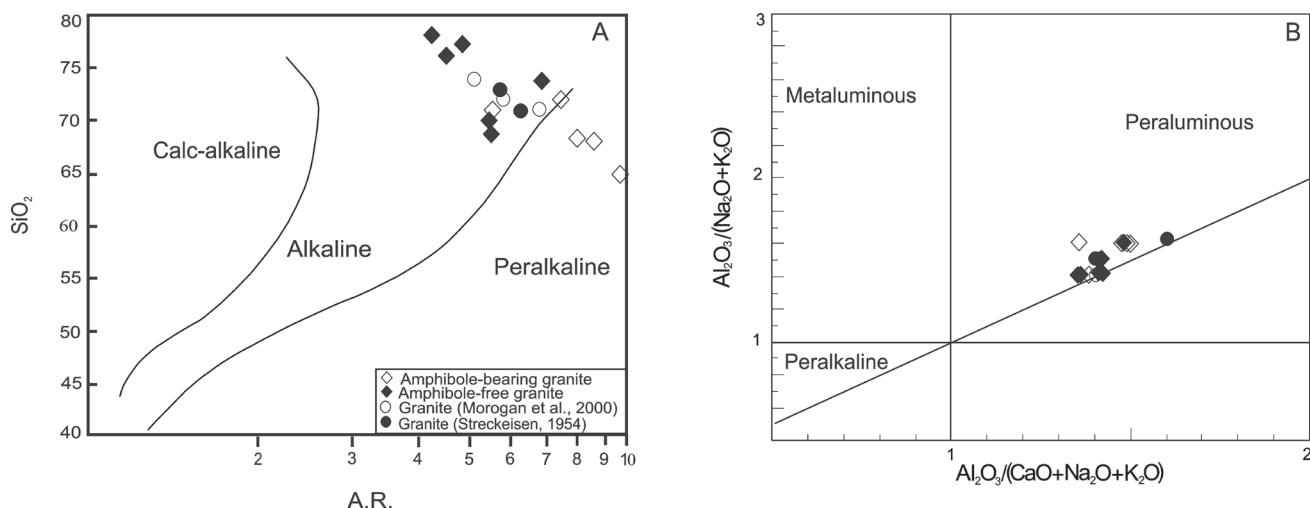 80
75
70
65
60
55
50
45
40
SiO₂
A
Calc-alkaline
Alkaline
Peralkaline
Amphibole-bearing granite
Amphibole-free granite
Granite (Morogan et al., 2000)
Granite (Streckeisen, 1954)
2 3 4 5 6 7 8 9 10
A.R.
3
2
1
Al₂O₃/(Na₂O+K₂O)
B
Metaluminous
Peraluminous
Peralkaline
1 2
Al₂O₃/(CaO+Na₂O+K₂O)